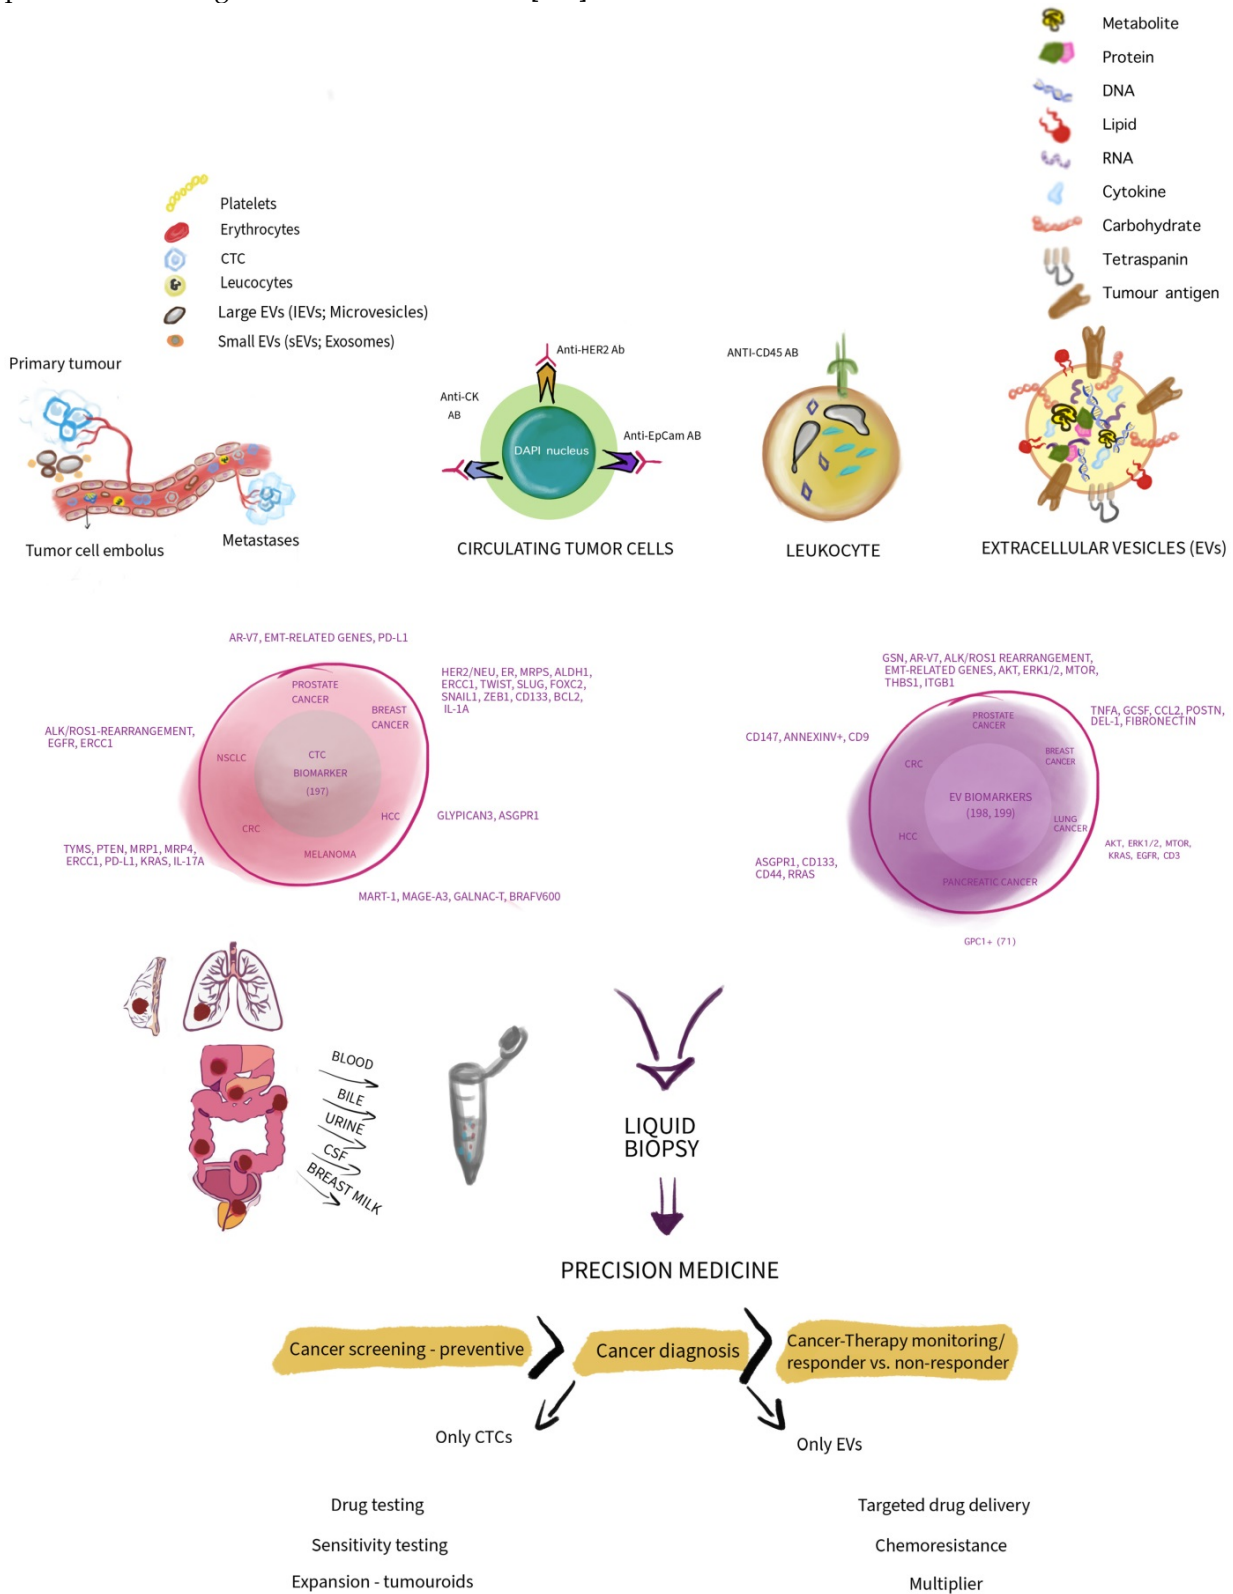 Metabolite
Protein
DNA
Lipid
RNA
Cytokine
Carbohydrate
Tetraspanin
Tumour antigen
Platelets
Erythrocytes
CTC
Leucocytes
Large EVs (lEVs; Microvesicles)
Small EVs (sEVs; Exosomes)
Primary tumour
Tumor cell embolus
Metastases
Anti-HER2 Ab
Anti-CK
AB
Anti-EpCam AB
DAPI nucleus
CIRCULATING TUMOR CELLS
ANTI-CD45 AB
LEUKOCYTE
EXTRACELLULAR VESICLES (EVs)
AR-V7, EMT-RELATED GENES, PD-L1
HER2/NEU, ER, MRPS, ALDH1,
ERCC1, TWIST, SLUG, FOXC2,
SNAIL1, ZEB1, CD133, BCL2,
IL-1A
ALK/ROS1-REARRANGEMENT,
EGFR, ERCC1
PROSTATE
CANCER
BREAST
CANCER
NSCLC
CTC
BIOMARKER
(197)
HCC
CRC
MELANOMA
GLYPICAN3, ASGPR1
TYMS, PTEN, MRP1, MRP4,
ERCC1, PD-L1, KRAS, IL-17A
MART-1, MAGE-A3, GALNAC-T, BRAFV600
GSN, AR-V7, ALK/ROS1 REARRANGEMENT,
EMT-RELATED GENES, AKT, ERK1/2, MTOR,
THBS1, ITGB1
TNFA, GCSF, CCL2, POSTN,
DEL-1, FIBRONECTIN
CD147, ANNEXINV+, CD9
PROSTATE
CANCER
BREAST
CANCER
CRC
EV BIOMARKERS
(198, 199)
LUNG
CANCER
HCC
PANCREATIC CANCER
AKT, ERK1/2, MTOR,
KRAS, EGFR, CD3
ASGPR1, CD133,
CD44, RRAS
GPC1+ (71)
BLOOD
BILE
URINE
CSF
BREAST MILK
LIQUID
BIOPSY
PRECISION MEDICINE
Cancer screening - preventive
Cancer diagnosis
Cancer-Therapy monitoring/
responder vs. non-responder
Only CTCs
Only EVs
Drug testing
Sensitivity testing
Expansion - tumouroids
Targeted drug delivery
Chemoresistance
Multiplier